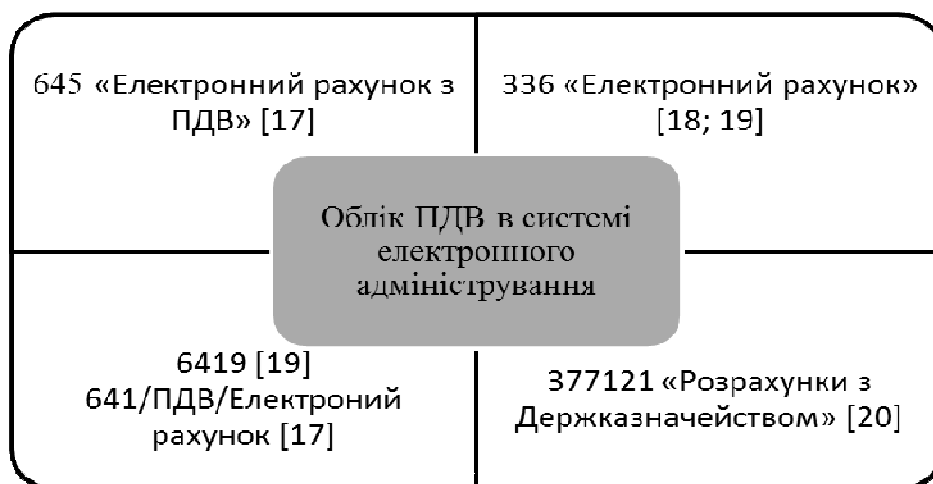 645 «Електронний рахунок з
ПДВ» [17]
336 «Електронний рахунок»
[18; 19]
Облік ПДВ в системі
електронного
адміністрування
6419 [19]
641/ПДВ/Електроний
рахунок [17]
377121 «Розрахунки з
Держказначейством» [20]